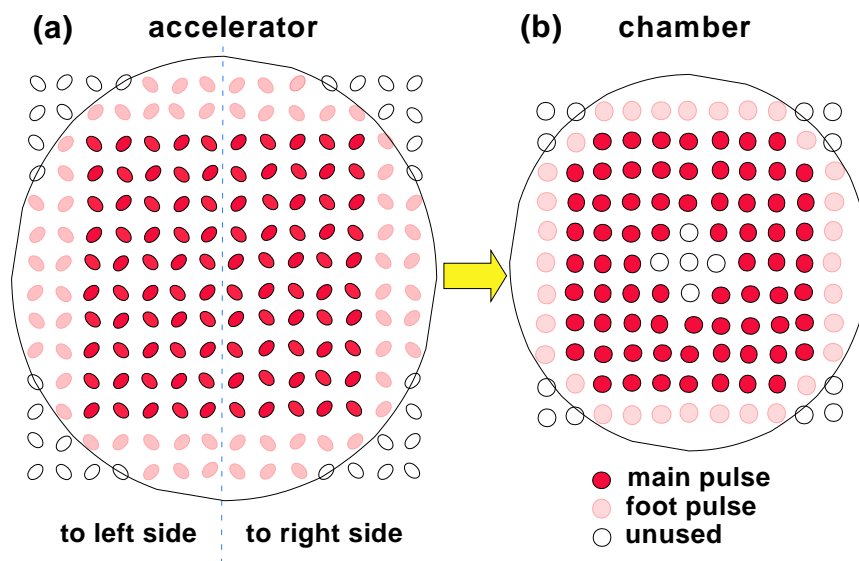 (a) accelerator
(b) chamber
to left side
to right side
main pulse
foot pulse
unused